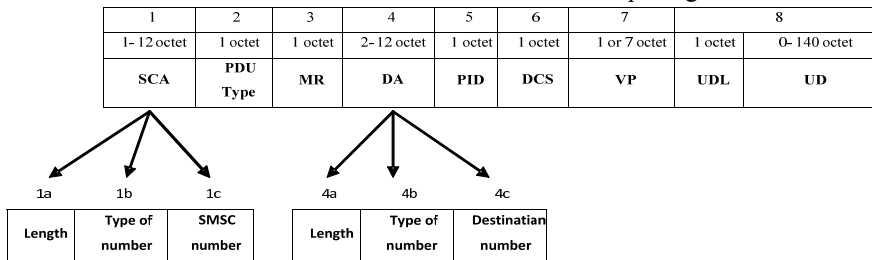 1 2 3 4 5 6 7 8
1-12 octet 1 octet 1 octet 2-12 octet 1 octet 1 octet 1 or 7 octet 1 octet 0-140 octet
SCA PDU Type MR DA PID DCS VP UDL UD
1a 1b 1c 4a 4b 4c
Length Type of number SMSC number Length Type of number Destinatian number